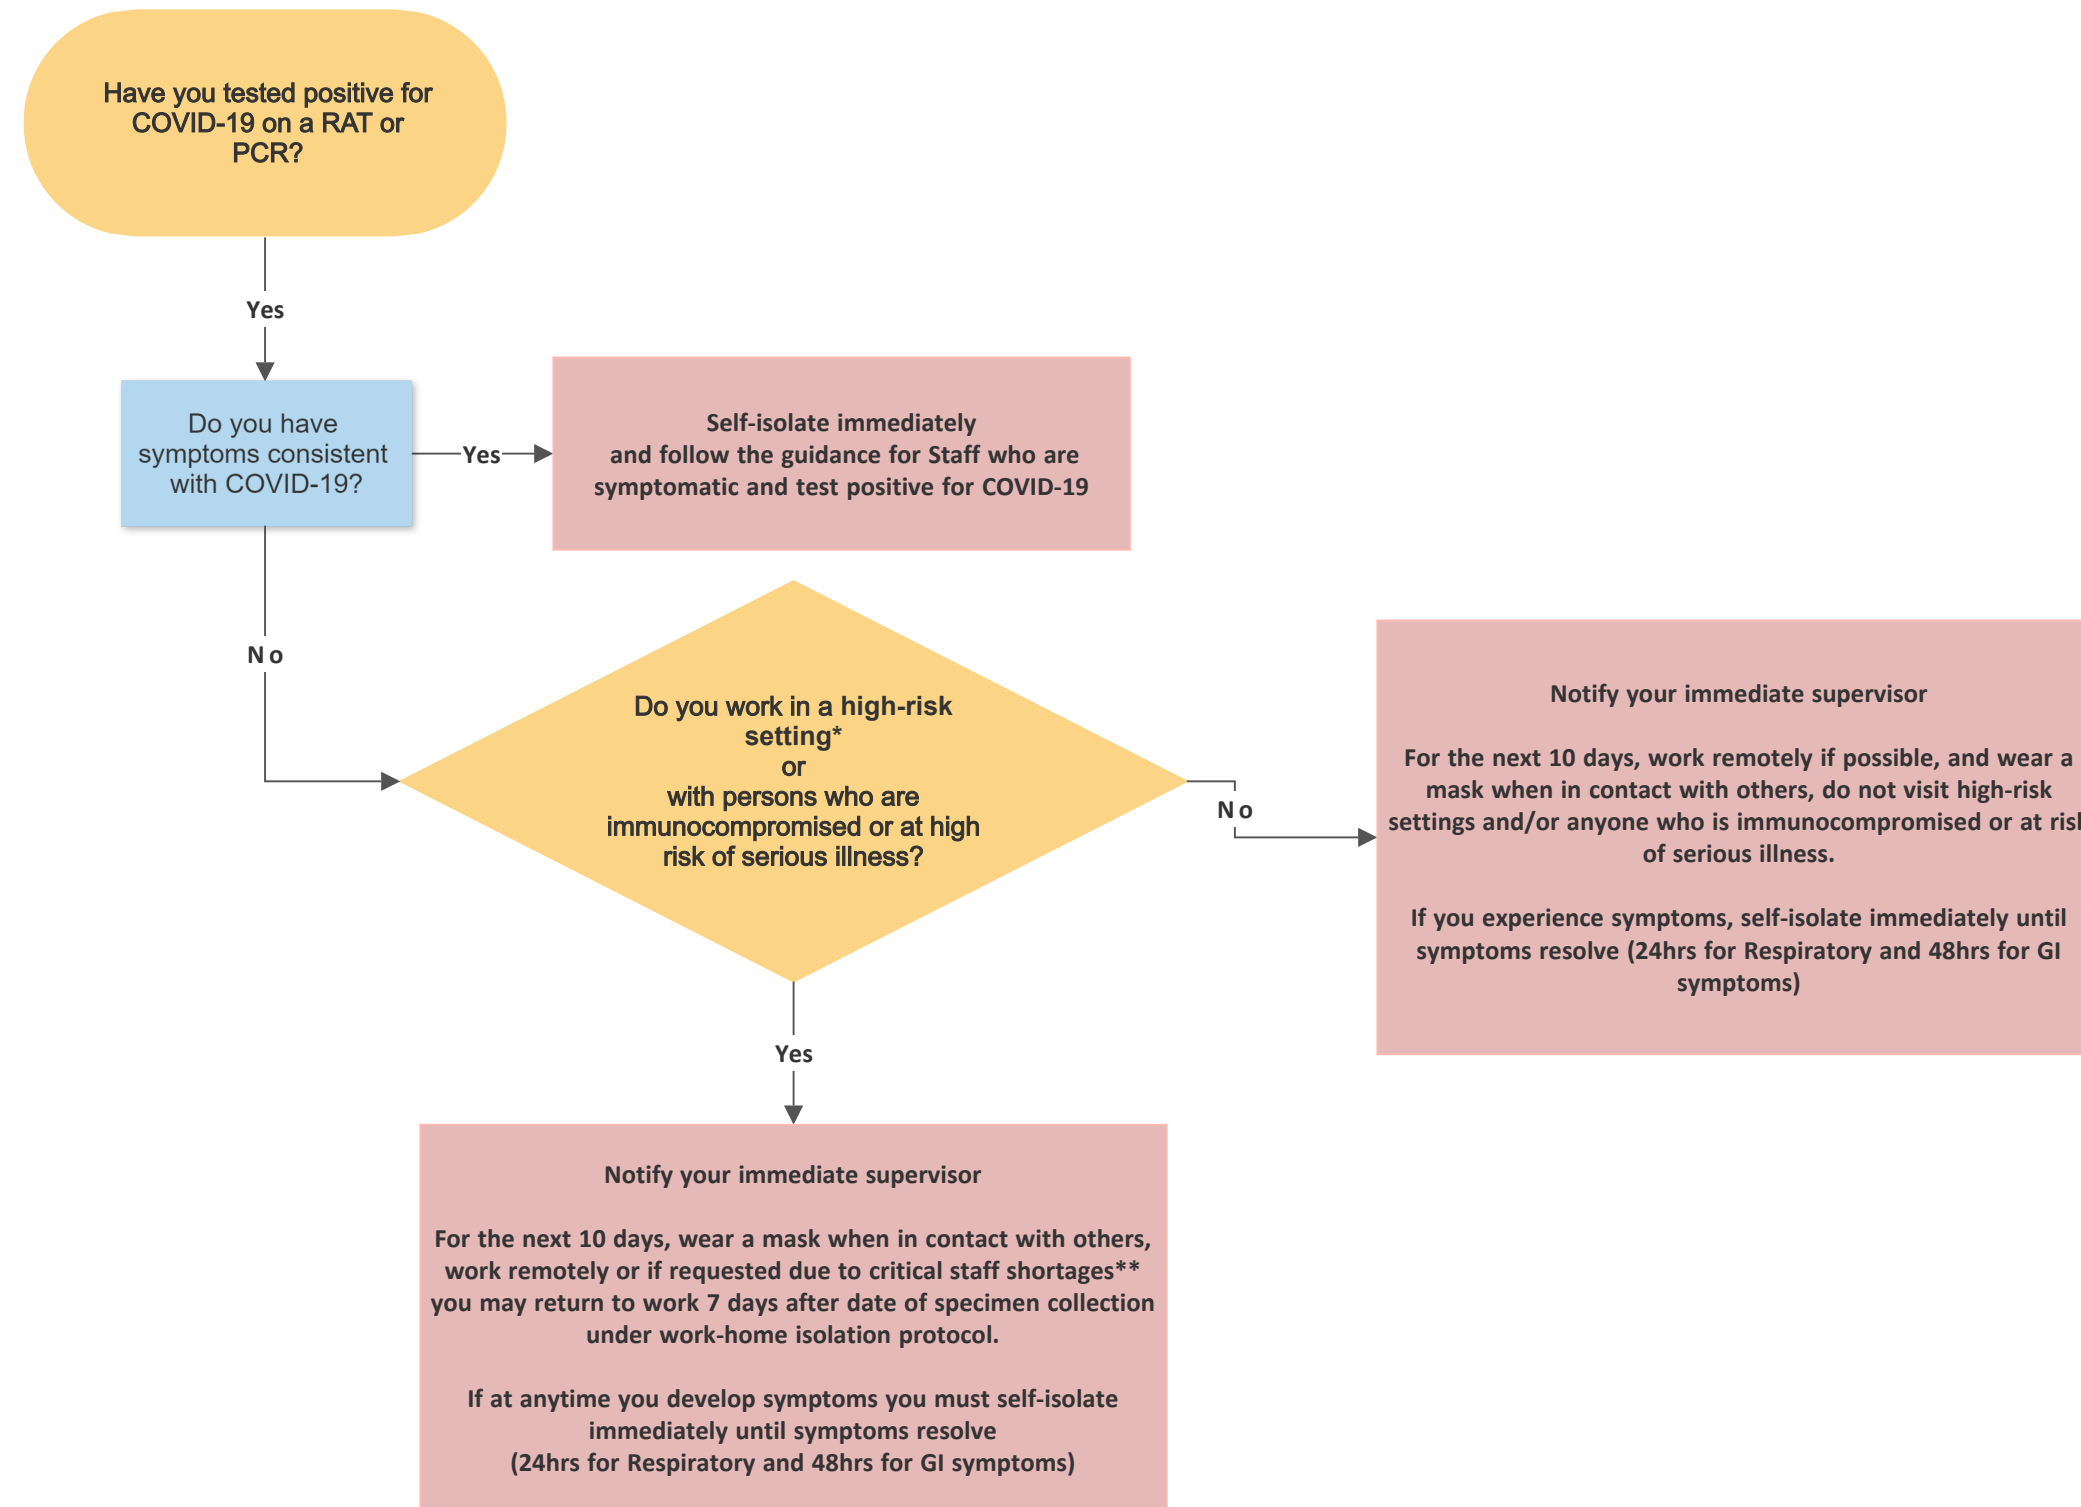 Have you tested positive for
COVID-19 on a RAT or
PCR?
Yes
Do you have
symptoms consistent
with COVID-19?
Yes
Self-isolate immediately
and follow the guidance for Staff who are
symptomatic and test positive for COVID-19
No
Do you work in a high-risk
setting*
or
with persons who are
immunocompromised or at high
risk of serious illness?
No
Notify your immediate supervisor
For the next 10 days, work remotely if possible, and wear a
mask when in contact with others, do not visit high-risk
settings and/or anyone who is immunocompromised or at risk
of serious illness.
If you experience symptoms, self-isolate immediately until
symptoms resolve (24hrs for Respiratory and 48hrs for GI
symptoms)
Yes
Notify your immediate supervisor
For the next 10 days, wear a mask when in contact with others,
work remotely or if requested due to critical staff shortages**
you may return to work 7 days after date of specimen collection
under work-home isolation protocol.
If at anytime you develop symptoms you must self-isolate
immediately until symptoms resolve
(24hrs for Respiratory and 48hrs for GI symptoms)